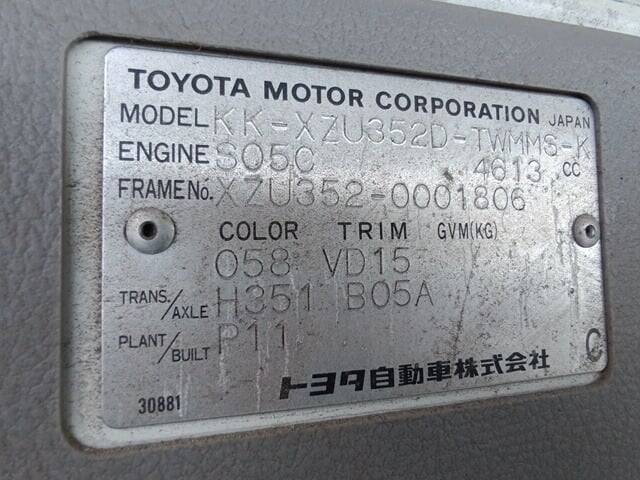 TOYOTA MOTOR CORPORATION JAPAN
MODEL KK-XZU352D-TWMMS-K
ENGINE S05C 4613 CC
FRAME No. XZU352-0001806
COLOR TRIM GVM(KG)
058 VD15
TRANS./AXLE H351 B05A
PLANT/BUILT P11
C
トヨタ自動車株式会社
30881